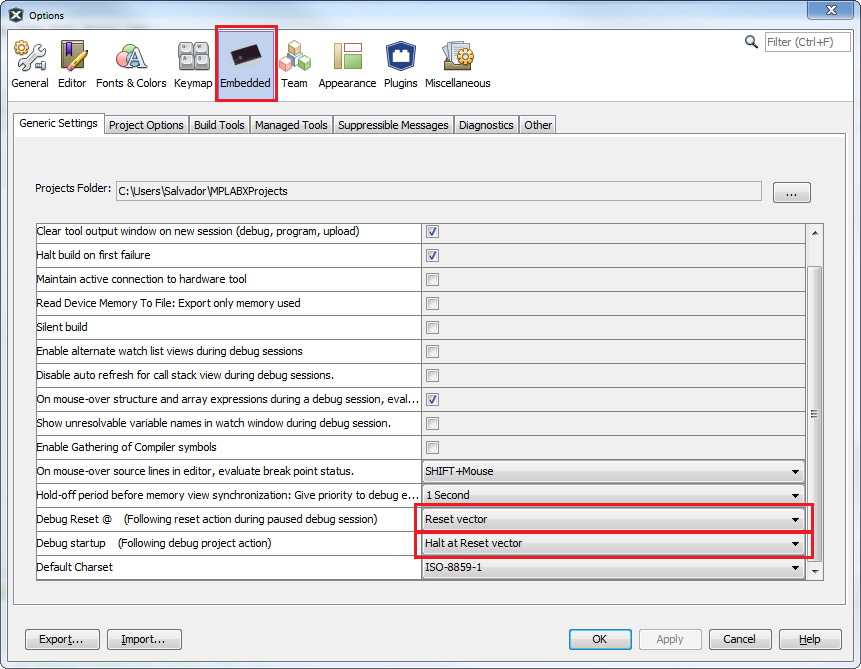 Options
Filter (Ctrl+F)
General Editor Fonts & Colors Keymap Embedded Team Appearance Plugins Miscellaneous
Generic Settings Project Options Build Tools Managed Tools Suppressible Messages Diagnostics Other
Projects Folder: C:\Users\Salvador\MPLABXProjects ...
Clear tool output window on new session (debug, program, upload)
Halt build on first failure
Maintain active connection to hardware tool
Read Device Memory To File: Export only memory used
Silent build
Enable alternate watch list views during debug sessions
Disable auto refresh for call stack view during debug sessions.
On mouse-over structure and array expressions during a debug session, eval...
Show unresolvable variable names in watch window during debug session.
Enable Gathering of Compiler symbols
On mouse-over source lines in editor, evaluate break point status. SHIFT+Mouse
Hold-off period before memory view synchronization: Give priority to debug e... 1 Second
Debug Reset @ (Following reset action during paused debug session) Reset vector
Debug startup (Following debug project action) Halt at Reset vector
Default Charset ISO-8859-1
Export... Import... OK Apply Cancel Help